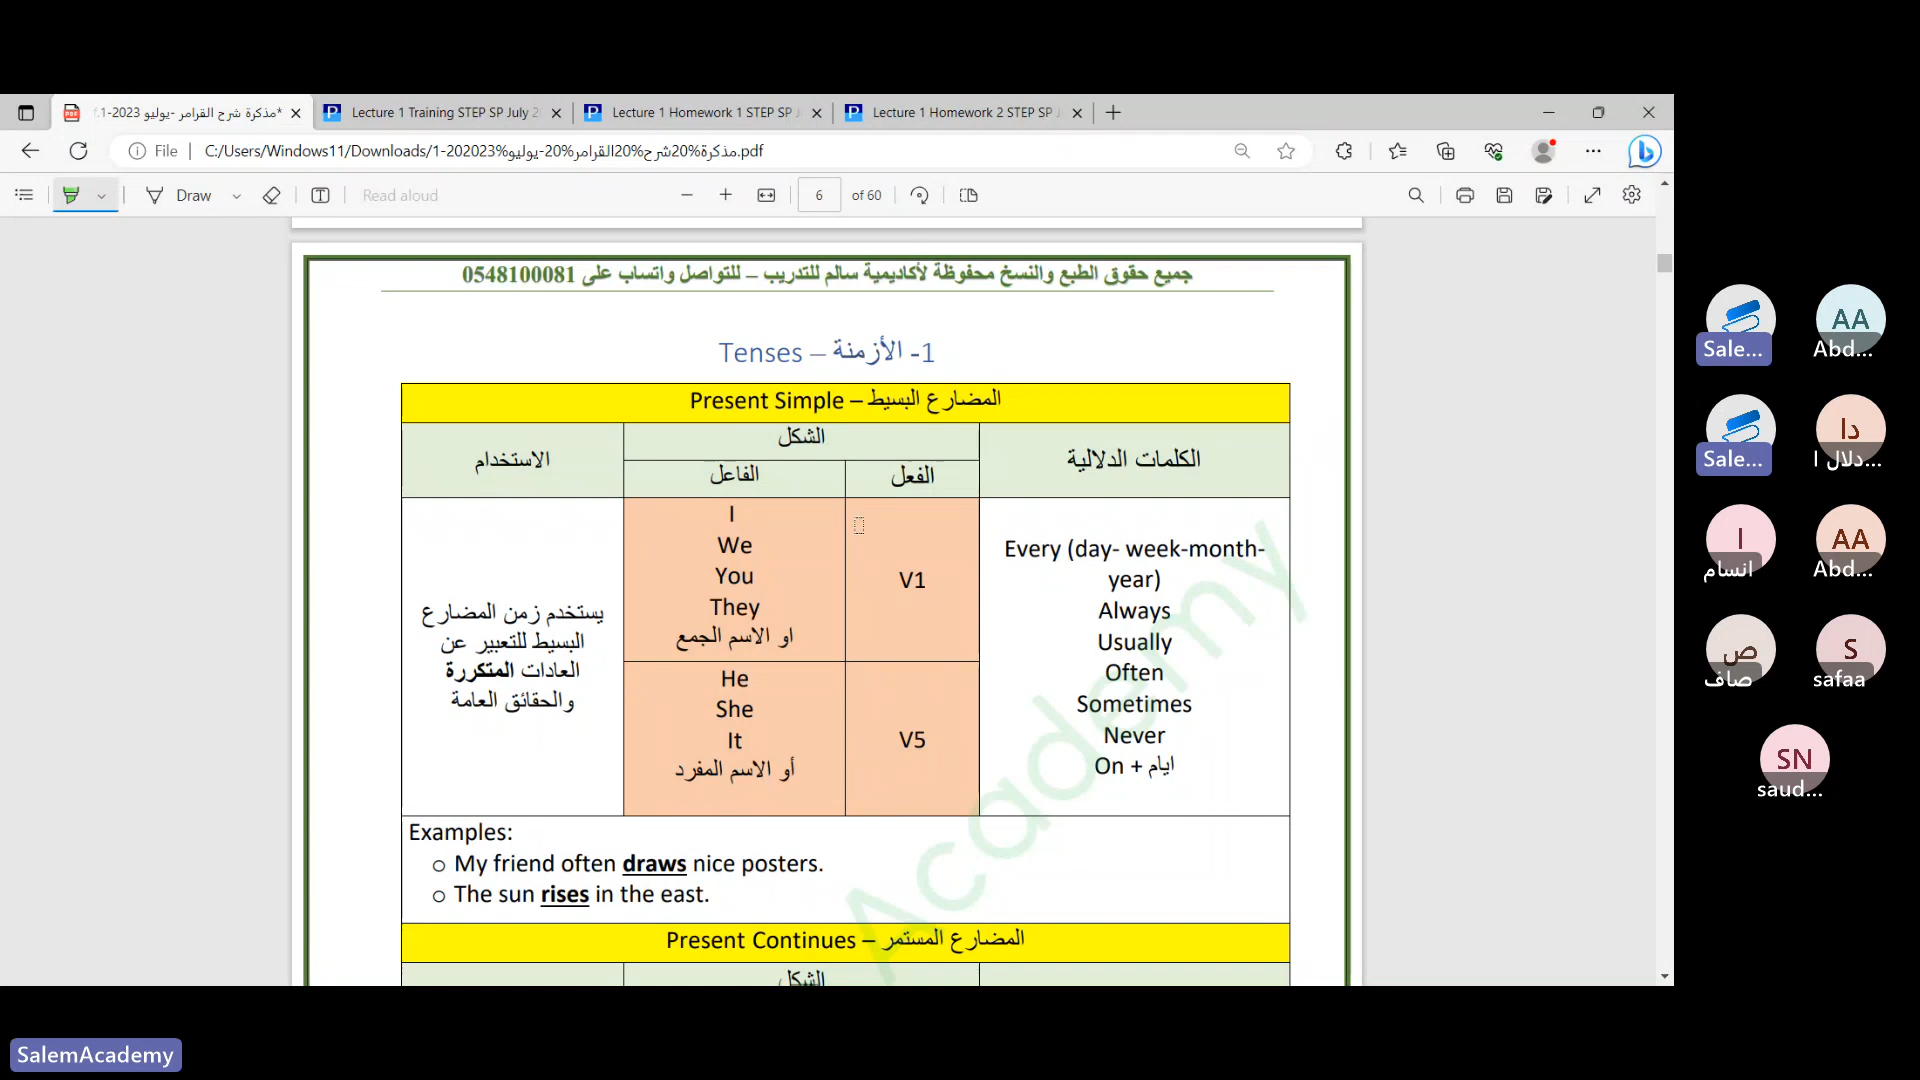 *مذكرة شرح القرامر -يوليو 2023-1.
Lecture 1 Training STEP SP July 2
Lecture 1 Homework 1 STEP SP J
Lecture 1 Homework 2 STEP SP J
File
C:/Users/Windows11/Downloads/1-202023%مذكرة%20شرح%20القرامر%20-يوليو.pdf
Draw
Read aloud
6
of 60
جميع حقوق الطبع والنسخ محفوظة لأكاديمية سالم للتدريب – للتواصل واتساب على 0548100081
1- الأزمنة – Tenses
Present Simple – المضارع البسيط
الاستخدام
الشكل
الفاعل
الفعل
الكلمات الدلالية
يستخدم زمن المضارع
البسيط للتعبير عن
العادات المتكررة
والحقائق العامة
I
We
You
They
او الاسم الجمع
V1
He
She
It
أو الاسم المفرد
V5
Every (day- week-month-
year)
Always
Usually
Often
Sometimes
Never
On + ايام
Examples:
o My friend often draws nice posters.
o The sun rises in the east.
Present Continues – المضارع المستمر
الشكل
Academy
Sale...
AA
Abd...
Sale...
دا
دلال ا...
ا
انسام
AA
Abd...
ص
صاف
S
safaa
SN
saud...
SalemAcademy